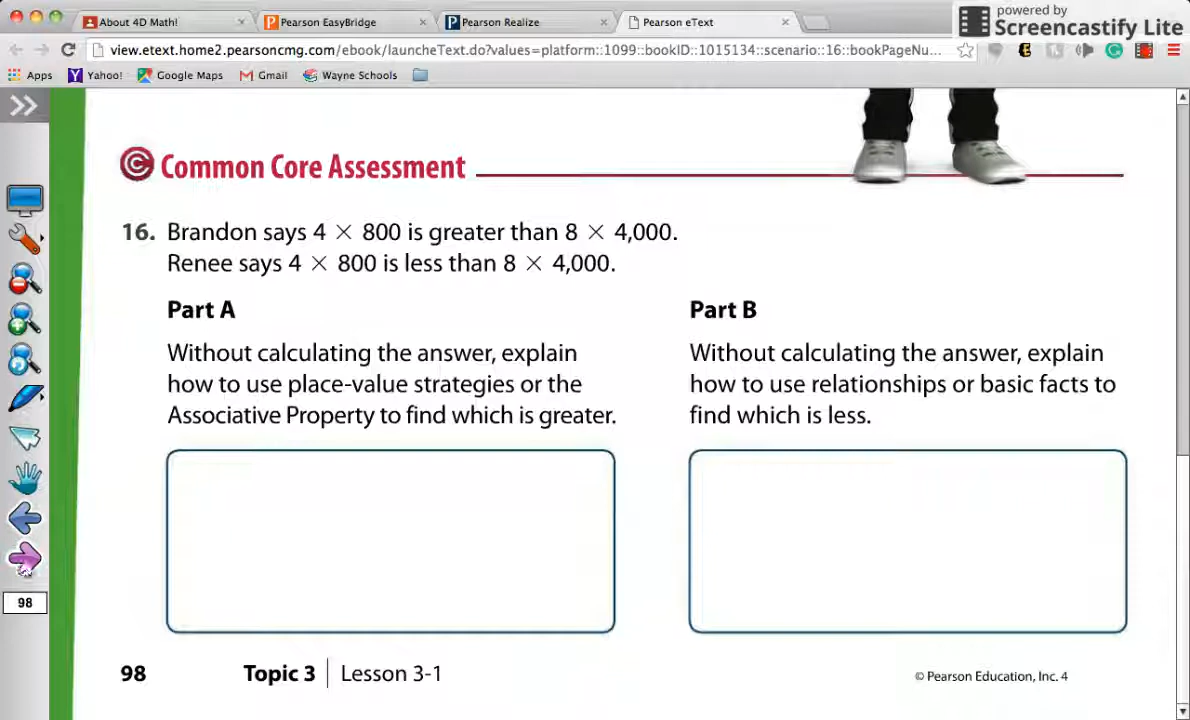 powered by
Screencastify Lite
About 4D Math!
Pearson EasyBridge
Pearson Realize
Pearson eText
view.etext.home2.pearsoncmg.com/ebook/launcheText.do?values=platform::1099::bookID::1015134::scenario::16::bookPageNu...
Apps
Yahoo!
Google Maps
Gmail
Wayne Schools
Common Core Assessment
16. Brandon says 4 × 800 is greater than 8 × 4,000.
Renee says 4 × 800 is less than 8 × 4,000.
Part A
Without calculating the answer, explain
how to use place-value strategies or the
Associative Property to find which is greater.
Part B
Without calculating the answer, explain
how to use relationships or basic facts to
find which is less.
98
98 Topic 3 | Lesson 3-1
© Pearson Education, Inc. 4